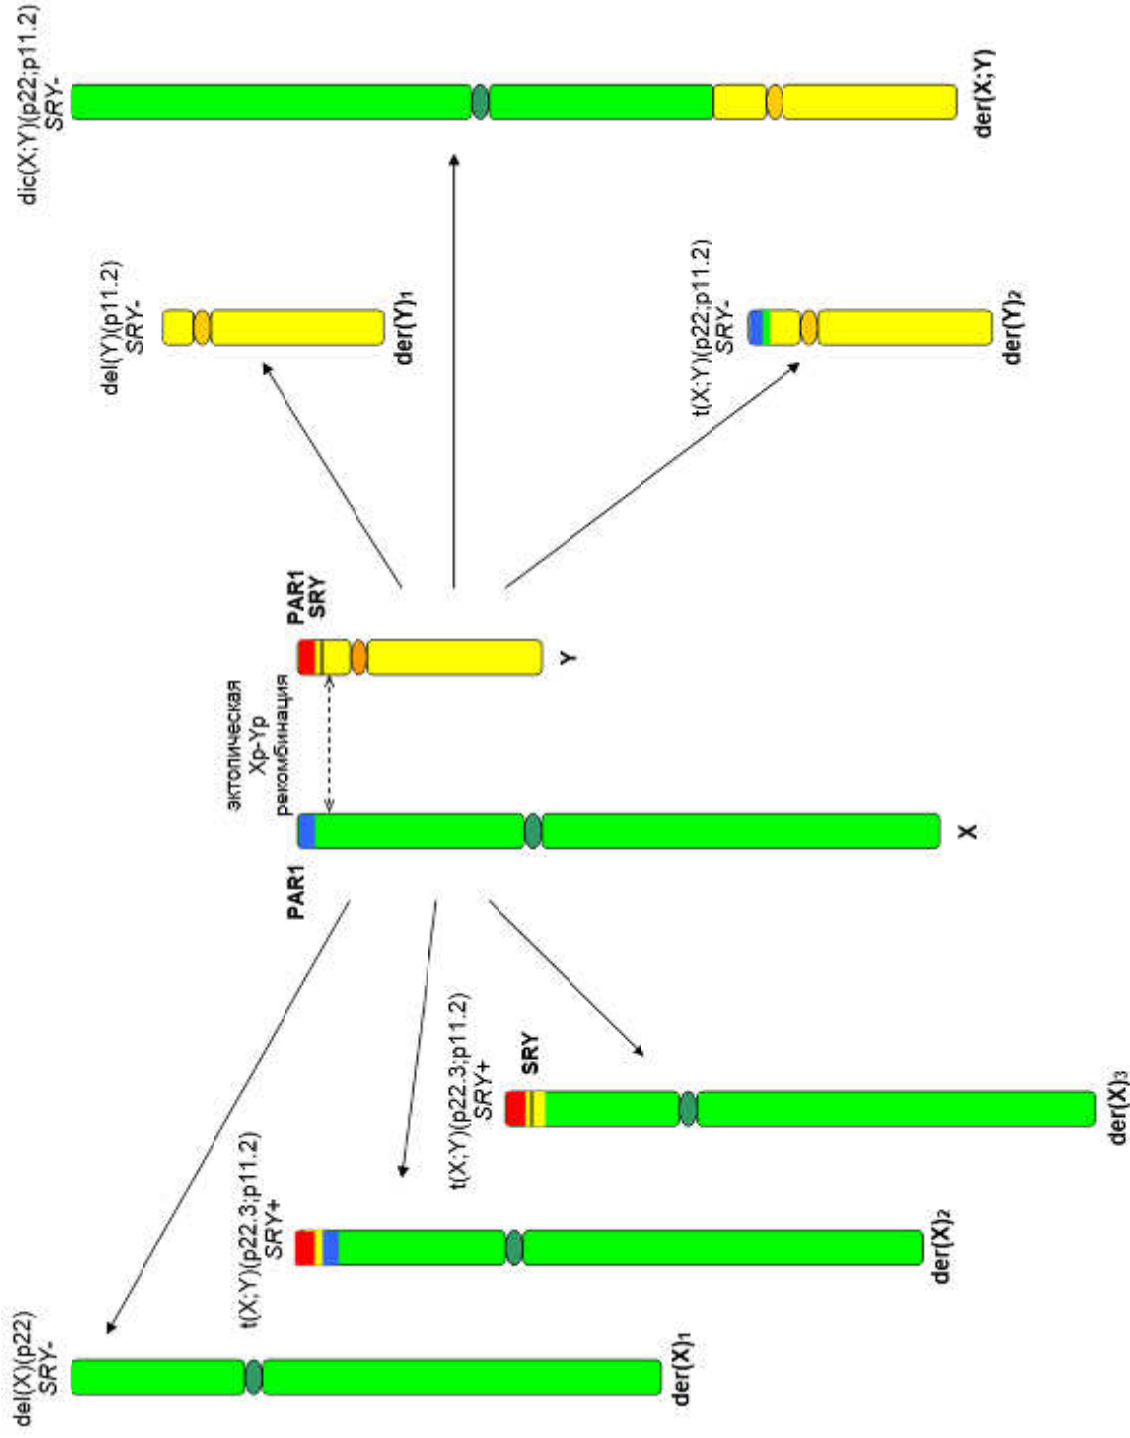 del(X)(p22)
SRY-
der(X)1
t(X;Y)(p22.3;p11.2)
SRY+
der(X)2
t(X;Y)(p22.3;p11.2)
SRY+
SRY
der(X)3
PAR1
X
эктопическая
Xp-Yp
рекомбинация
PAR1
SRY
Y
del(Y)(p11.2)
SRY-
der(Y)1
t(X;Y)(p22;p11.2)
SRY-
der(Y)2
dic(X;Y)(p22;p11.2)
SRY-
der(X;Y)